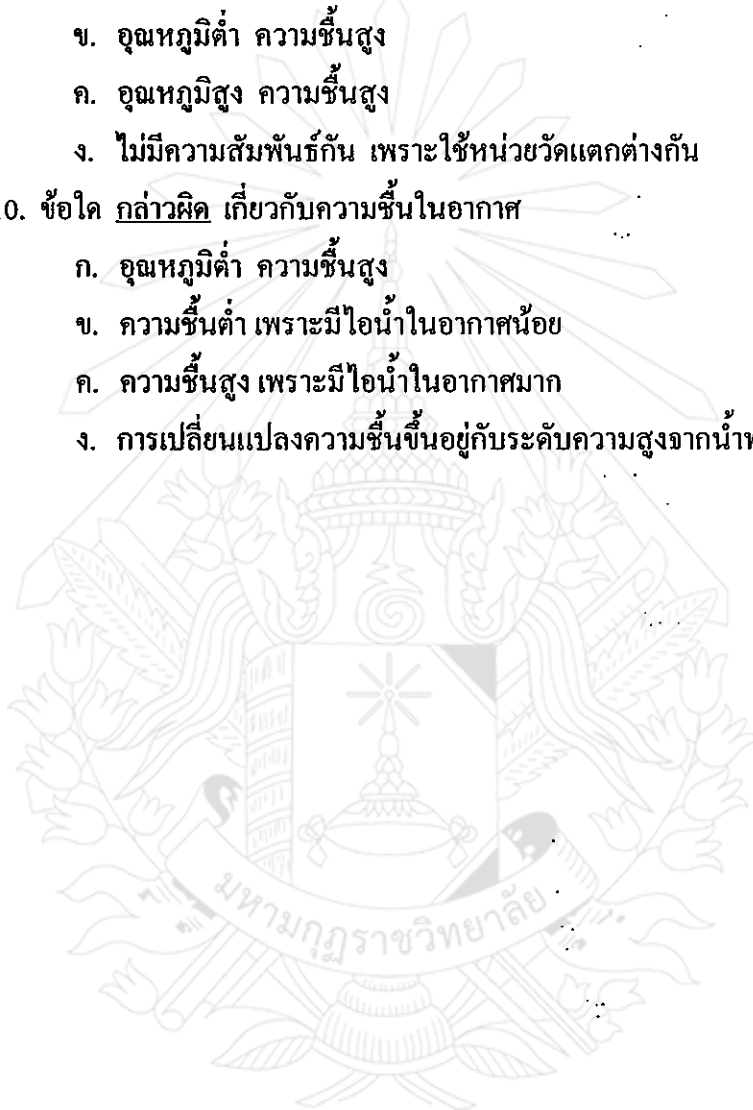 ข. อุณหภูมิต่ำ ความชื้นสูง
ค. อุณหภูมิสูง ความชื้นสูง
ง. ไม่มีความสัมพันธ์กัน เพราะใช้หน่วยวัดแตกต่างกัน
0. ข้อใด กล่าวผิด เกี่ยวกับความชื้นในอากาศ
ก. อุณหภูมิต่ำ ความชื้นสูง
ข. ความชื้นต่ำ เพราะมีไอน้ำในอากาศน้อย
ค. ความชื้นสูง เพราะมีไอน้ำในอากาศมาก
ง. การเปลี่ยนแปลงความชื้นขึ้นอยู่กับระดับความสูงจากน้ำ
มหามกุฏราชวิทยาลัย